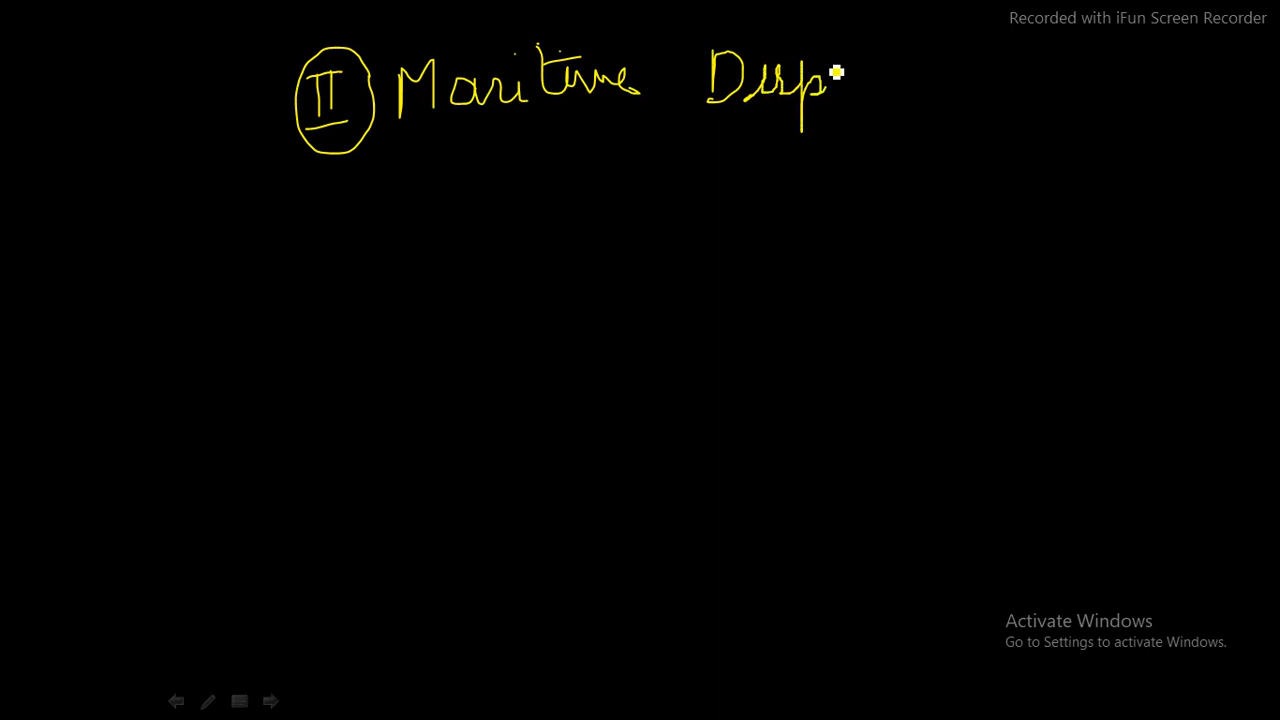 Recorded with iFun Screen Recorder
II Maritime Disp
Activate Windows
Go to Settings to activate Windows.